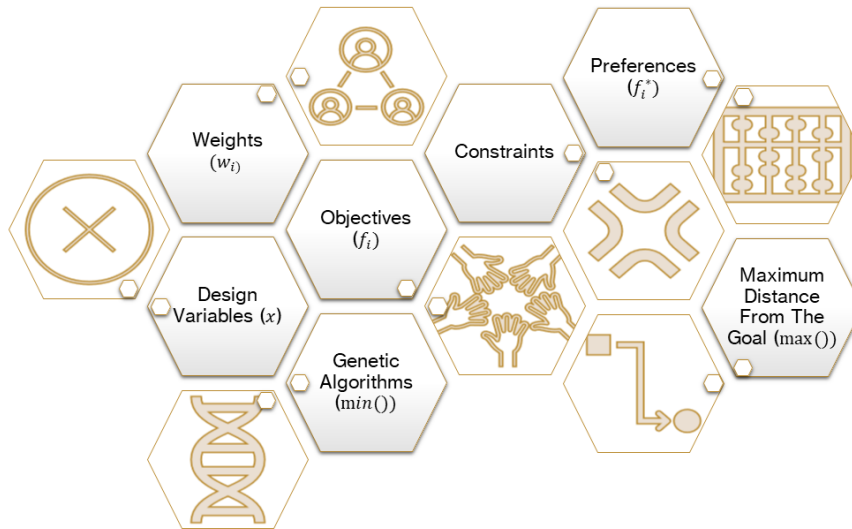 Preferences
(f_i^*)
Weights
(w_i)
Constraints
Objectives
(f_i)
Maximum
Distance
From The
Goal (max())
Design
Variables (x)
Genetic
Algorithms
(min())